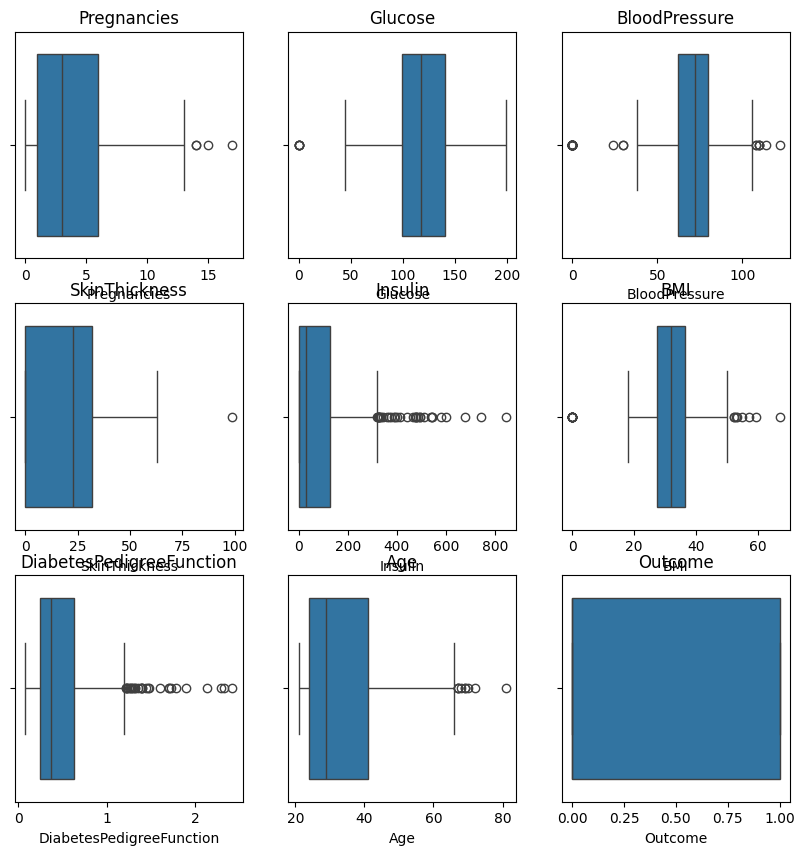 Pregnancies Glucose BloodPressure
0 5 10 15 0 50 100 150 200 0 50 100
Pregnancies Glucose BloodPressure
SkinThickness Insulin BMI
0 25 50 75 100 0 200 400 600 800 0 20 40 60
SkinThickness Insulin BMI
DiabetesPedigreeFunction Age Outcome
0 1 2 20 40 60 80 0.00 0.25 0.50 0.75 1.00
DiabetesPedigreeFunction Age Outcome